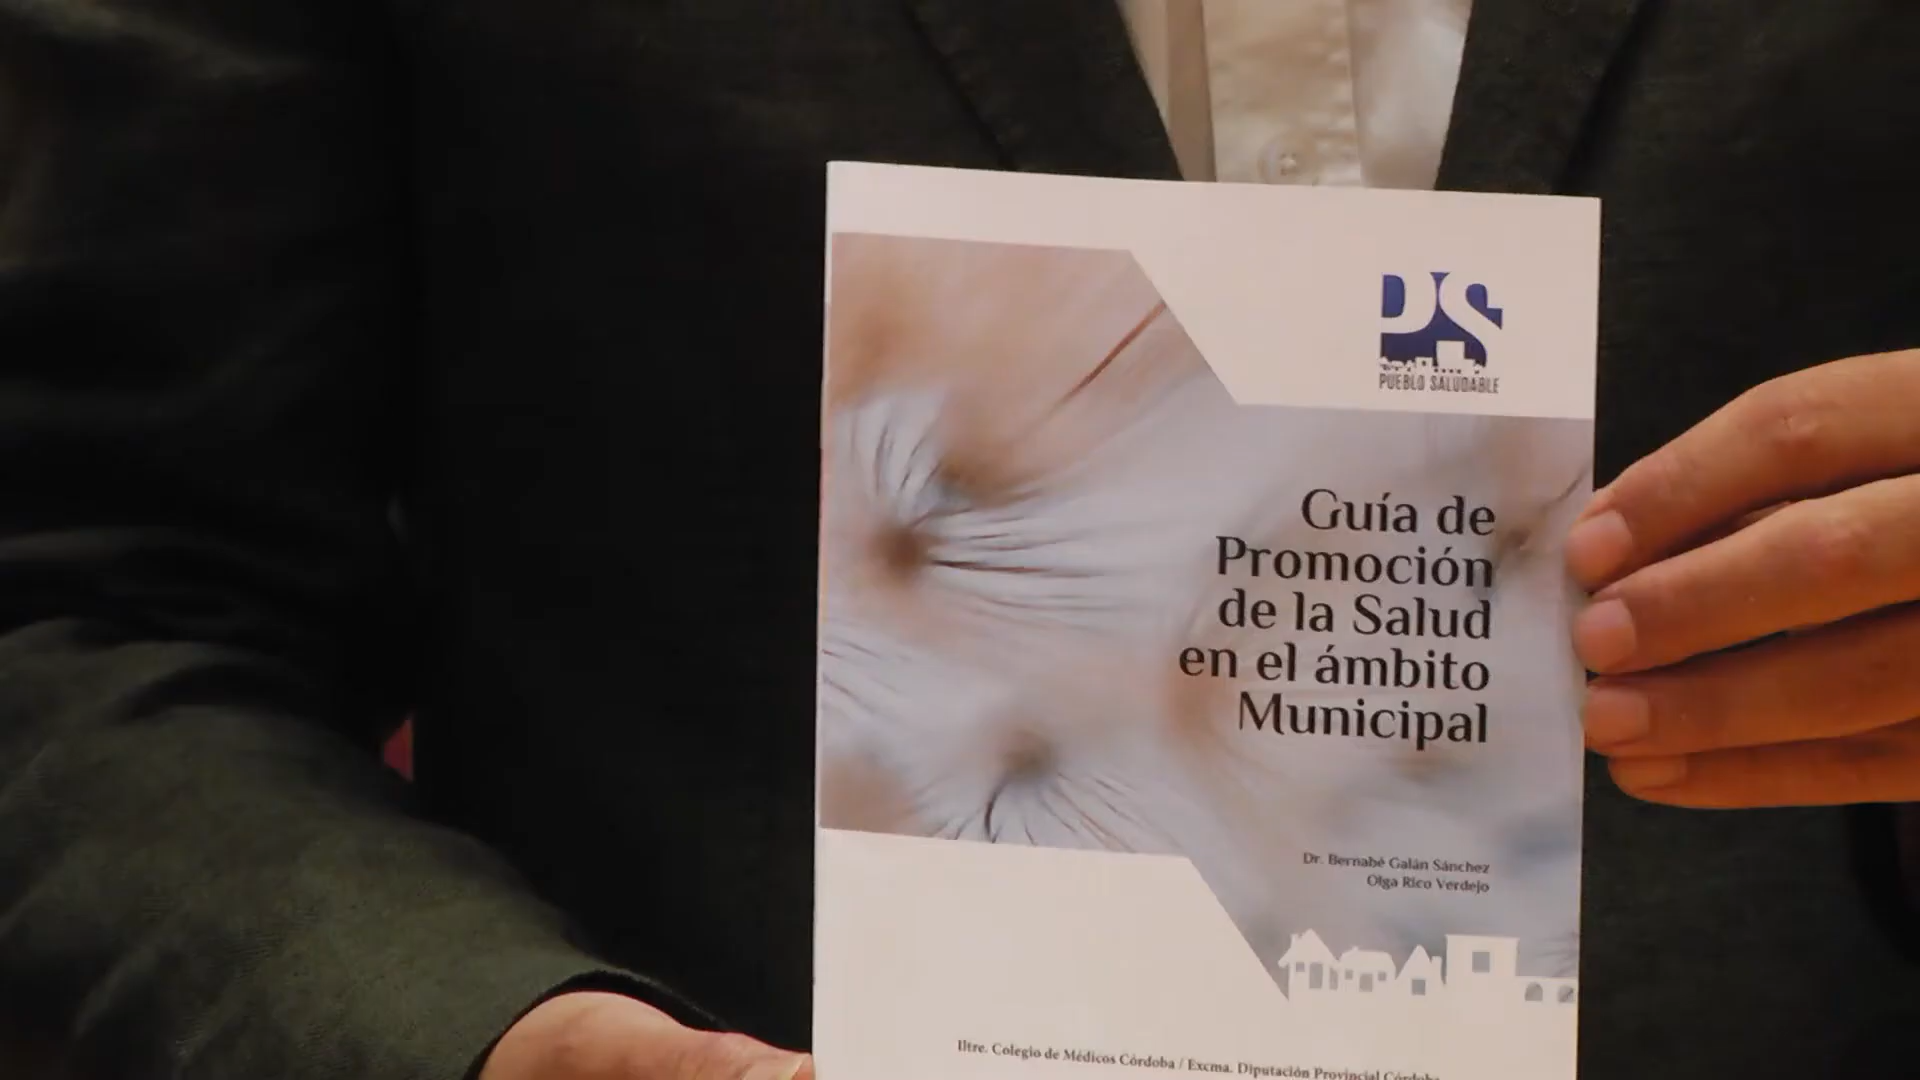 PS
PUEBLO SALUDABLE
Guía de
Promoción
de la Salud
en el ámbito
Municipal
Dr. Bernabé Galán Sánchez
Olga Rico Verdejo
Iltre. Colegio de Médicos Córdoba / Excma. Diputación Provincial Córdoba